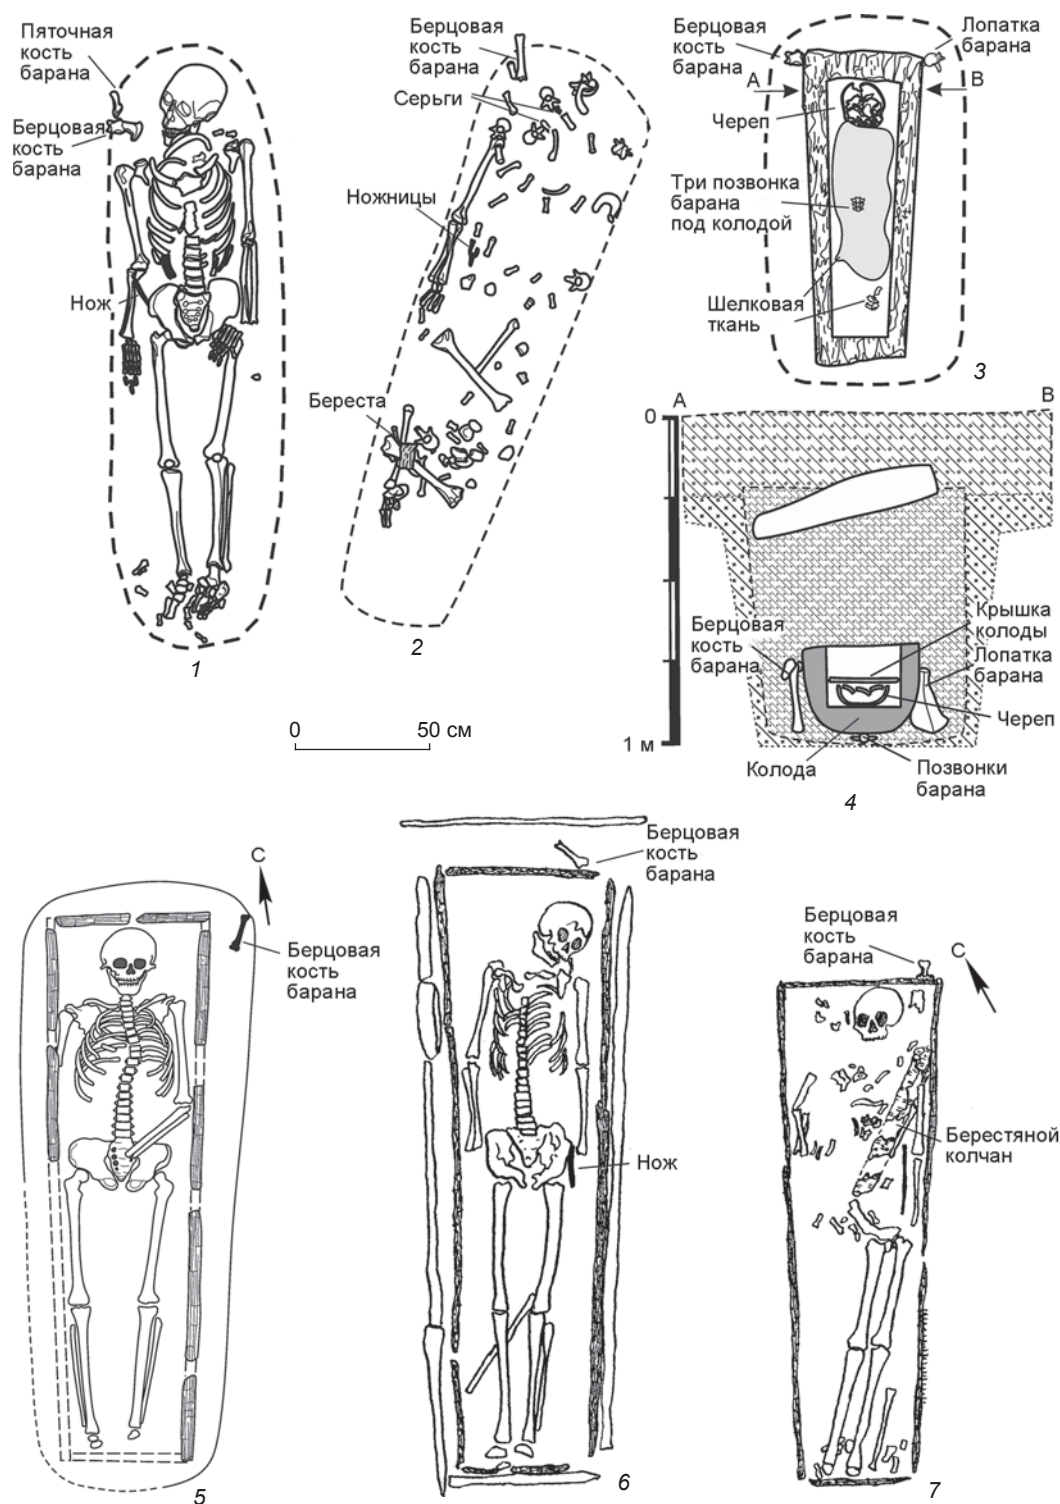 Пяточная
кость
барана
Берцовая
кость
барана
Нож
1
Берцовая
кость
барана
Серьги
Ножницы
Береста
2
Берцовая
кость
барана
Лопатка
барана
А
В
Череп
Три позвонка
барана
под колодой
Шелковая
ткань
3
0
50 см
А
В
0
1 м
Берцовая
кость
барана
Крышка
колоды
Лопатка
барана
Череп
Колода
Позвонки
барана
4
С
Берцовая
кость
барана
5
Берцовая
кость
барана
Нож
6
Берцовая
кость
барана
С
Берестяной
колчан
7